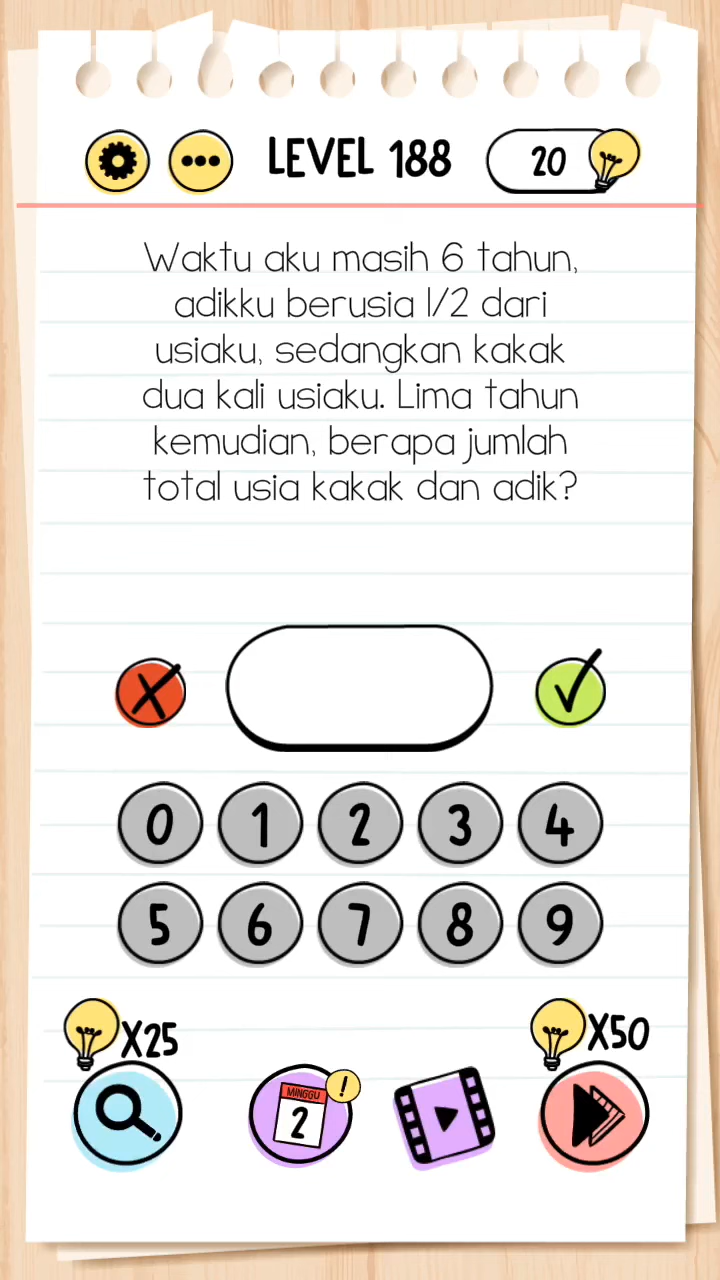 LEVEL 188
20
Waktu aku masih 6 tahun,
adikku berusia 1/2 dari
usiaku, sedangkan kakak
dua kali usiaku. Lima tahun
kemudian, berapa jumlah
total usia kakak dan adik?
0 1 2 3 4
5 6 7 8 9
X25
X50
MINGGU
2
!